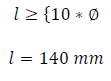 l ≥ {10 * Ø
l = 140 mm